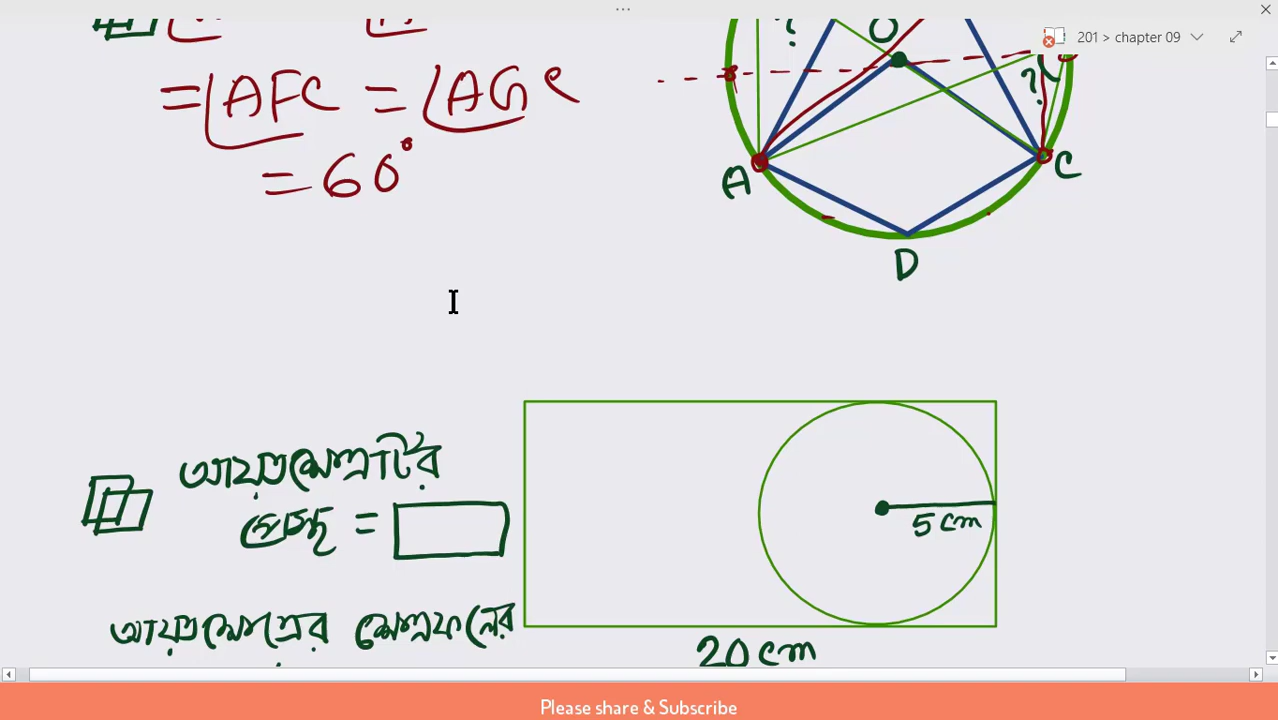 201 > chapter 09
O
?
?
= ∠AFC = ∠AGC
= 60°
A
C
D
আয়তক্ষেত্রটির
প্রস্থ =
5 cm
আয়তক্ষেত্রের ক্ষেত্রফলের
20 cm
Please share & Subscribe